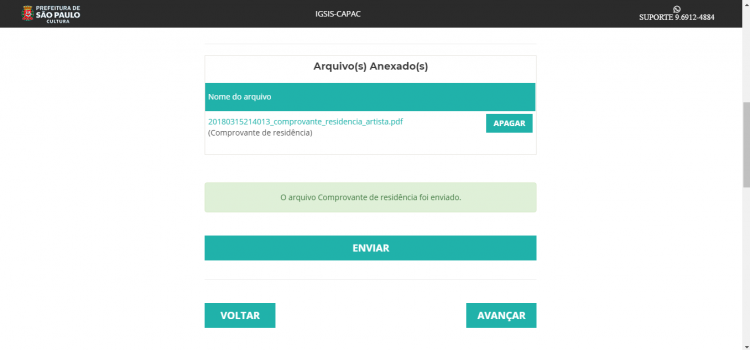 PREFEITURA DE
SÃO PAULO
CULTURA
IGSIS-CAPAC
SUPORTE 9.6912-4884
Arquivo(s) Anexado(s)
Nome do arquivo
20180315214013_comprovante_residencia_artista.pdf
(Comprovante de residência)
APAGAR
O arquivo Comprovante de residência foi enviado.
ENVIAR
VOLTAR
AVANÇAR